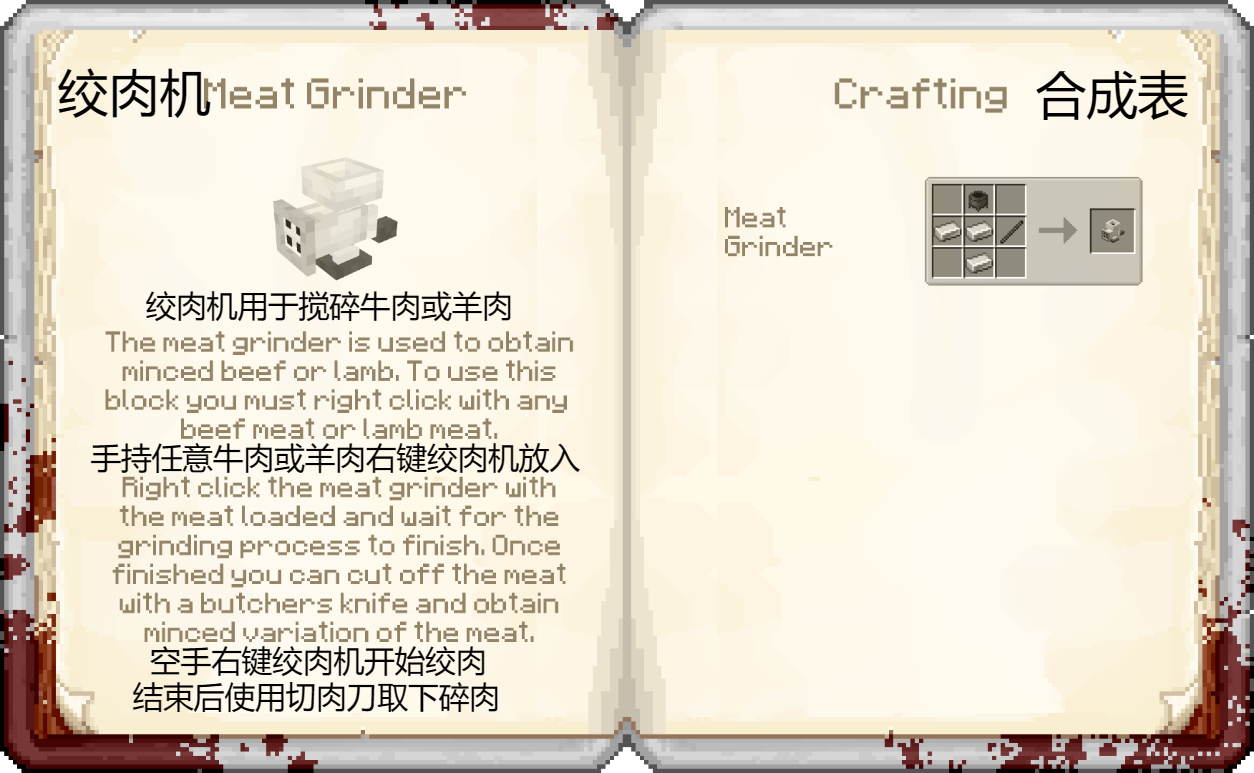 绞肉机Meat Grinder
绞肉机用于搅碎牛肉或羊肉
The meat grinder is used to obtain
minced beef or lamb. To use this
block you must right click with any
beef meat or lamb meat.
手持任意牛肉或羊肉右键绞肉机放入
Right click the meat grinder with
the meat loaded and wait for the
grinding process to finish. Once
finished you can cut off the meat
with a butchers knife and obtain
minced variation of the meat.
空手右键绞肉机开始绞肉
结束后使用切肉刀取下碎肉
Crafting 合成表
Meat
Grinder